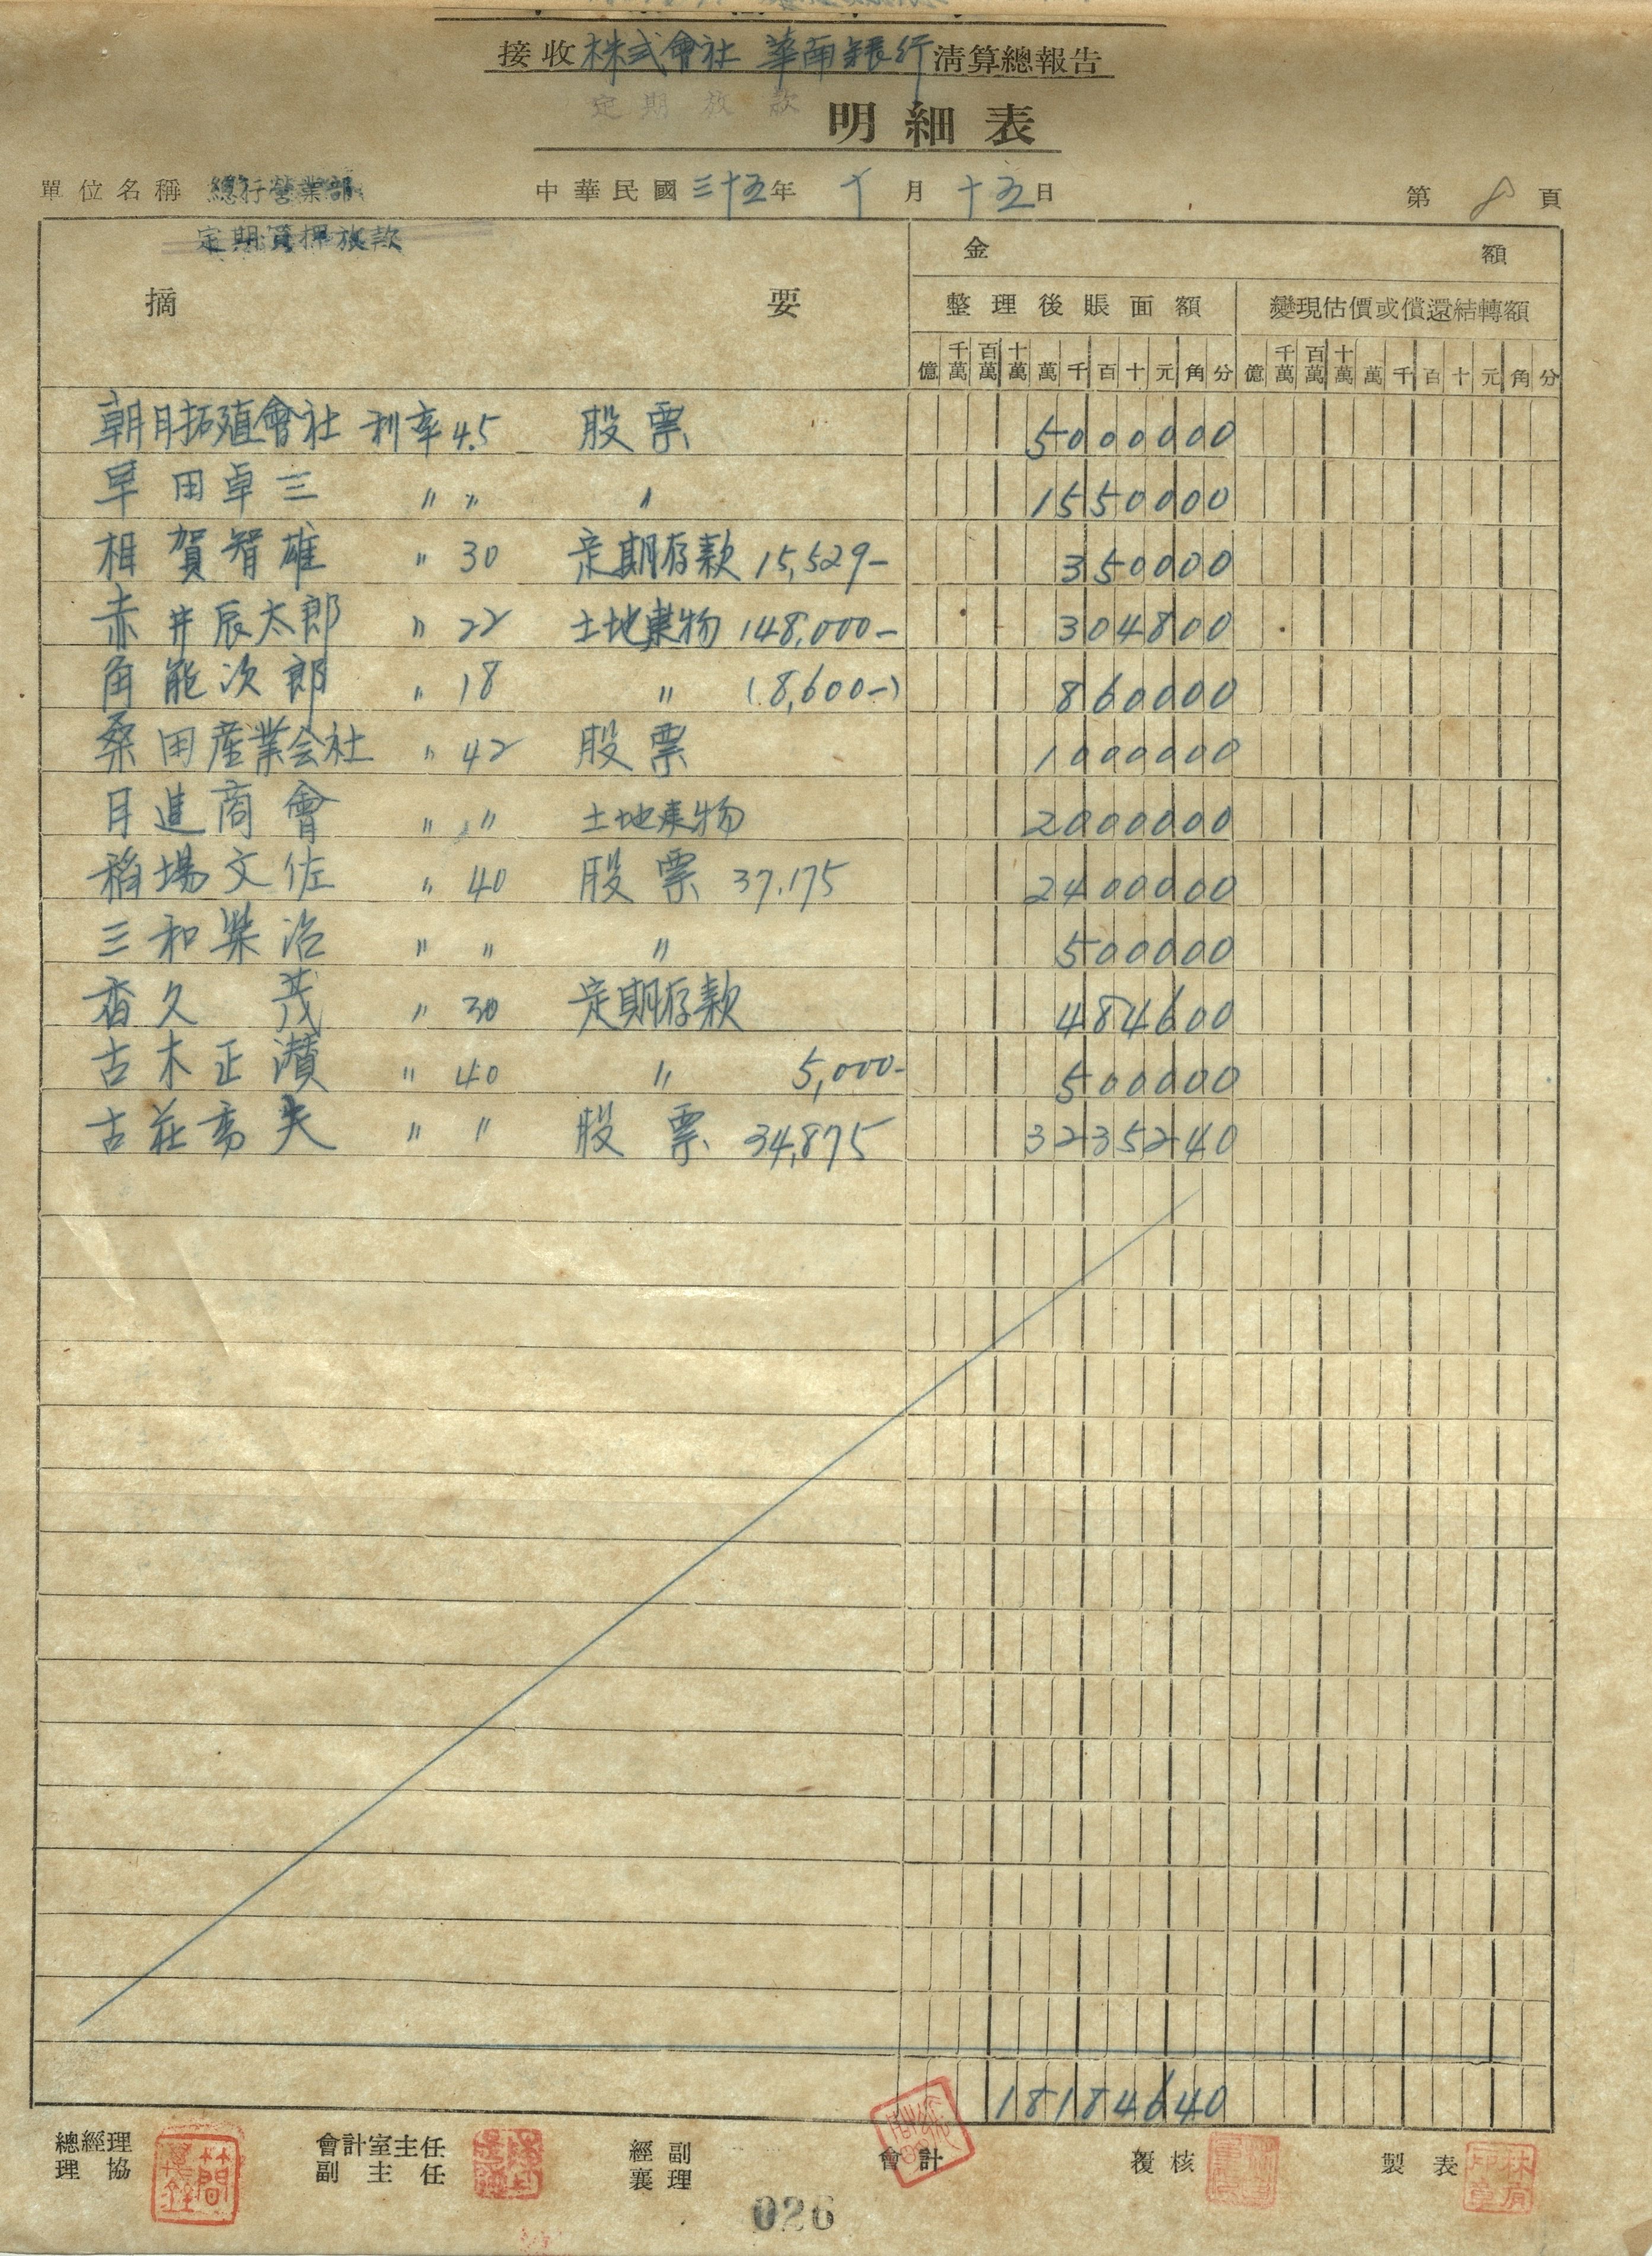 接收株式會社 華南銀行清算總報告
定期放款 明細表
單位名稱 總行營業部 中華民國三十五年十月十五日 第8頁
定期質押放款
金額
摘要 整理後賬面額 變現估價或償還結轉額
億 千萬 百萬 十萬 萬 千 百 十 元 角 分 億 千萬 百萬 十萬 萬 千 百 十 元 角 分
朝日拓殖會社 利率 4.5 股票 5000000
早田卓三 〃 〃 〃 1550000
相賀智雄 〃 30 定期存款 15,529- 350000
赤井辰太郎 〃 22 土地建物 148,000- 304800
角能次郎 〃 18 〃 (8,600-) 860000
桑田産業会社 〃 42 股票 1000000
日進商會 〃 〃 土地建物 2000000
稻場文佐 〃 40 股票 37.175 2400000
三和榮治 〃 〃 〃 500000
香久 茂 〃 30 定期存款 484600
古木正濱 〃 40 〃 5,000- 500000
古莊高夫 〃 〃 股票 34,875 3235240
18184640
總經理 會計室主任 經副 會計 覆核 製表
理協 副主任 襄理
026